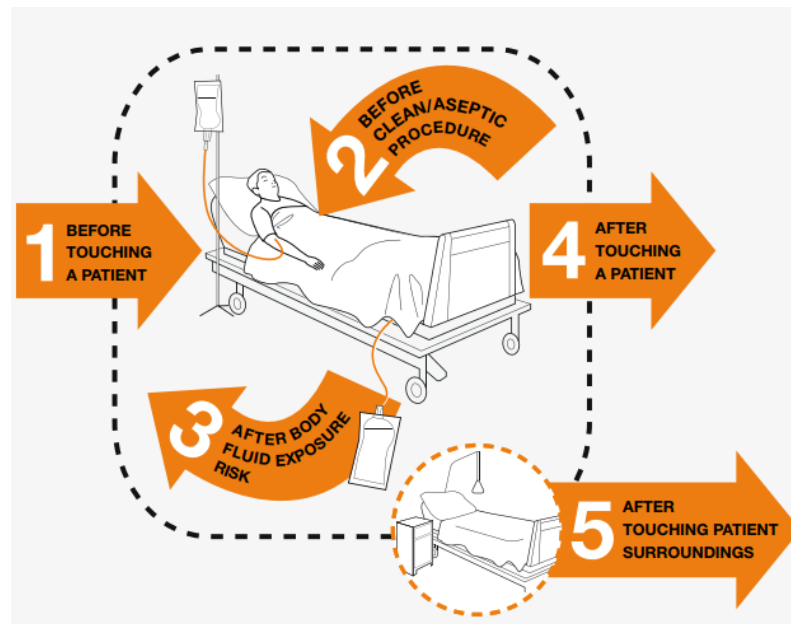 1
BEFORE
TOUCHING
A PATIENT
2
BEFORE
CLEAN/ASEPTIC
PROCEDURE
3
AFTER BODY
FLUID EXPOSURE
RISK
4
AFTER
TOUCHING
A PATIENT
5
AFTER
TOUCHING PATIENT
SURROUNDINGS